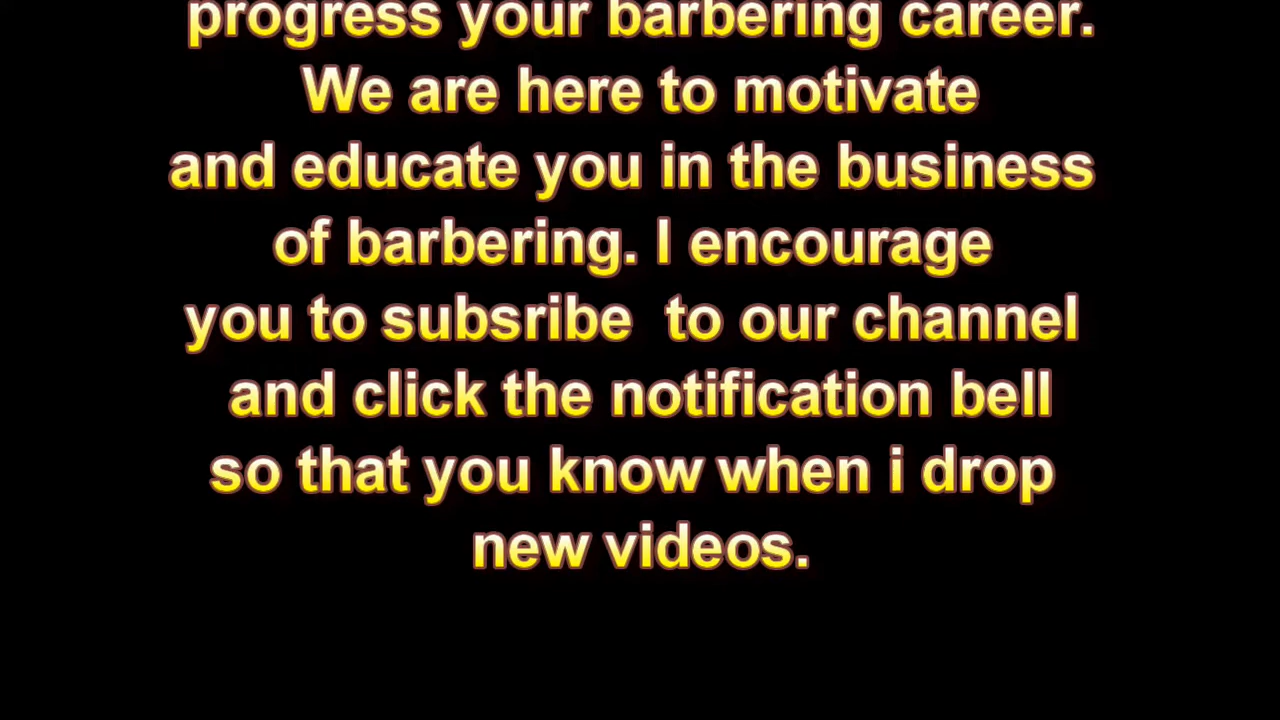 progress your barbering career.
We are here to motivate
and educate you in the business
of barbering. I encourage
you to subsribe  to our channel
and click the notification bell
so that you know when i drop
new videos.